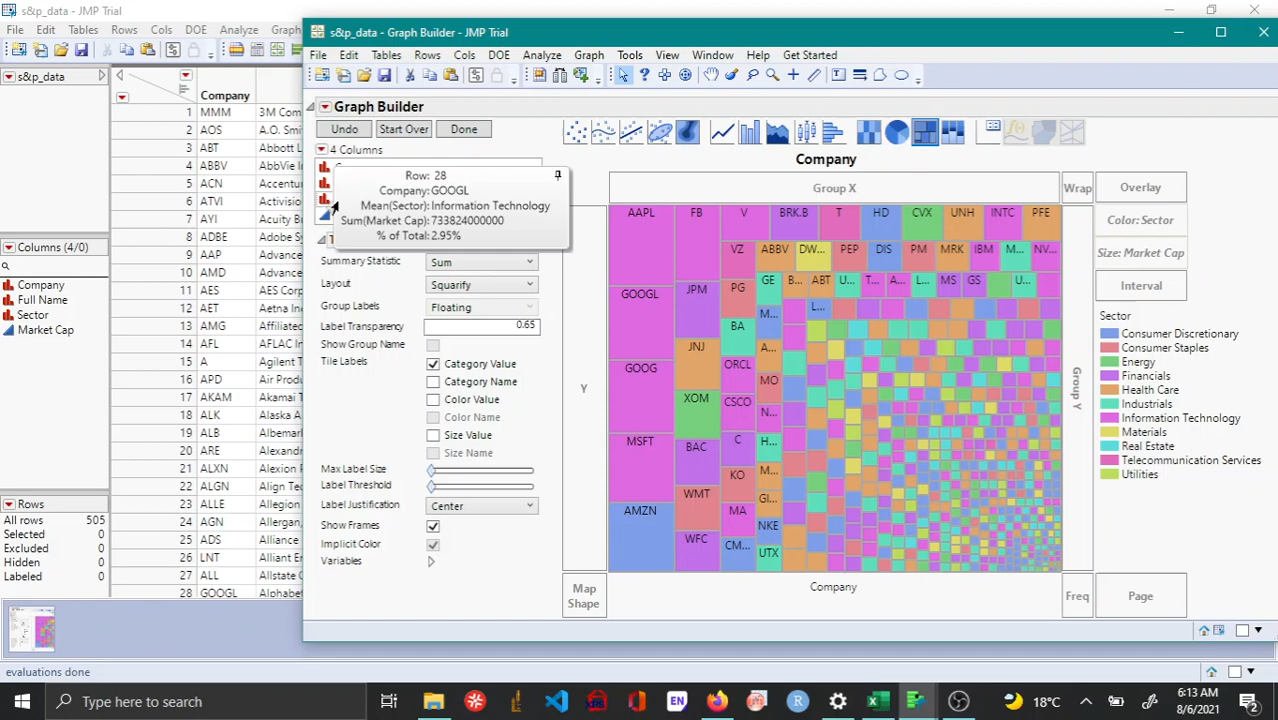 s&p_data - JMP Trial
File Edit Tables Rows Cols DOE Analyze Graph
s&p_data
Company
1 MMM 3M Com
2 AOS A.O. Smi
3 ABT Abbott L
4 ABBV AbbVie I
5 ACN Accentur
6 ATVI Activisio
7 AYI Acuity B
8 ADBE Adobe Sy
9 AAP Advance
10 AMD Advance
11 AES AES Corp
12 AET Aetna Inc
13 AMG Affiliated
14 AFL AFLAC In
15 A Agilent T
16 APD Air Produ
17 AKAM Akamai T
18 ALK Alaska A
19 ALB Albemark
20 ARE Alexandri
21 ALXN Alexion P
22 ALGN Align Tec
23 ALLE Allegion
24 AGN Allergan,
25 ADS Alliance
26 LNT Alliant Er
27 ALL Allstate C
28 GOOGL Alphabet
Columns (4/0)
Company
Full Name
Sector
Market Cap
Rows
All rows 505
Selected 0
Excluded 0
Hidden 0
Labeled 0
evaluations done
s&p_data - Graph Builder - JMP Trial
File Edit Tables Rows Cols DOE Analyze Graph Tools View Window Help Get Started
Graph Builder
Undo Start Over Done
4 Columns
Row: 28
Company: GOOGL
Mean(Sector): Information Technology
Sum(Market Cap): 733824000000
% of Total: 2.95%
Summary Statistic Sum
Layout Squarify
Group Labels Floating
Label Transparency 0.65
Show Group Name
Tile Labels Category Value
Category Name
Color Value
Color Name
Size Value
Size Name
Max Label Size
Label Threshold
Label Justification Center
Show Frames
Implicit Color
Variables
Company
Group X
Wrap
Overlay
Color: Sector
Size: Market Cap
Interval
Y
Group Y
AAPL FB V BRK.B T HD CVX UNH INTC PFE
VZ ABBV DW... PEP DIS PM MRK IBM M... NV...
GOOGL JPM PG GE B... ABT U... T... A... L... MS GS U...
M... L...
JNJ BA A...
GOOG ORCL MO
XOM CSCO N...
MSFT BAC C H...
KO M...
WMT GI...
AMZN MA NKE
WFC CM... UTX
Sector
Consumer Discretionary
Consumer Staples
Energy
Financials
Health Care
Industrials
Information Technology
Materials
Real Estate
Telecommunication Services
Utilities
Map
Shape
Company
Freq
Page
Type here to search
EN
18°C
6:13 AM
8/6/2021
2